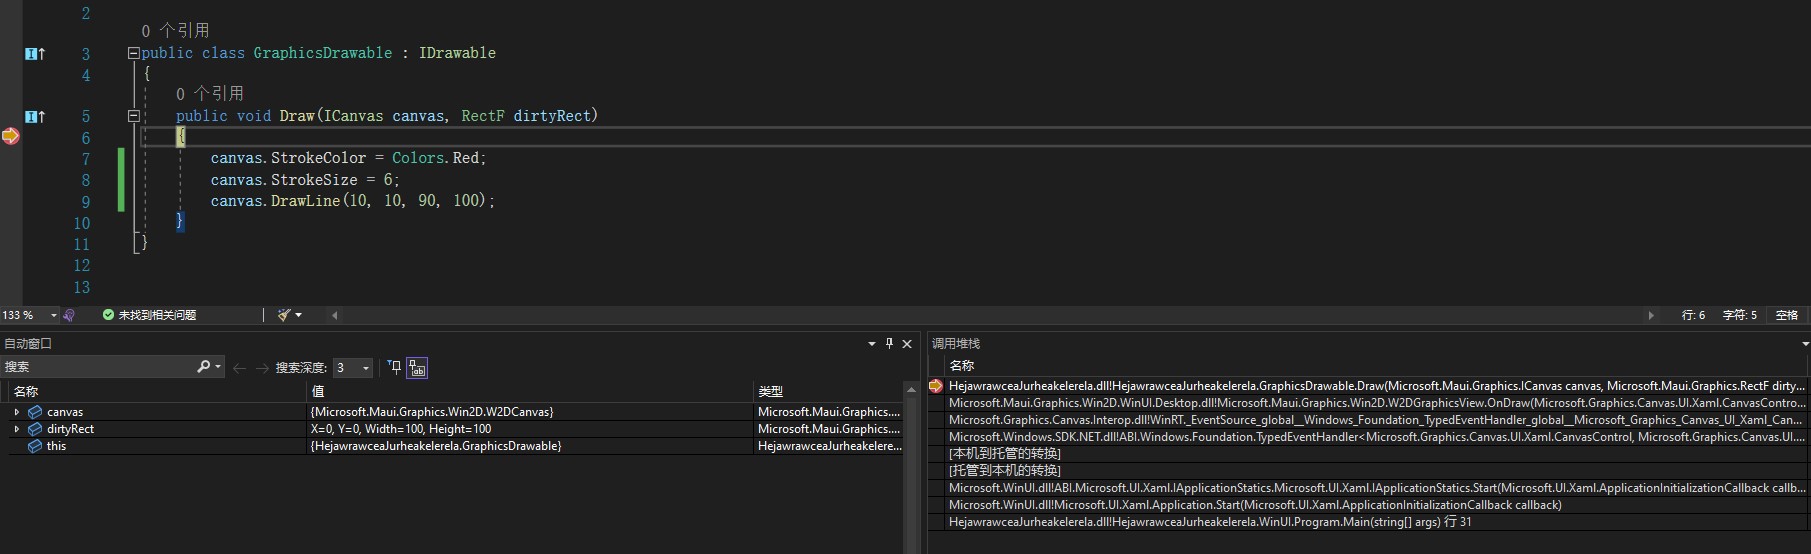 2
0 个引用
3 public class GraphicsDrawable : IDrawable
4 {
0 个引用
5 public void Draw(ICanvas canvas, RectF dirtyRect)
6 {
7 canvas.StrokeColor = Colors.Red;
8 canvas.StrokeSize = 6;
9 canvas.DrawLine(10, 10, 90, 100);
10 }
11 }
12
13
133 % 未找到相关问题 行: 6 字符: 5 空格
自动窗口
搜索 搜索深度: 3
名称 值 类型
canvas {Microsoft.Maui.Graphics.Win2D.W2DCanvas} Microsoft.Maui.Graphics....
dirtyRect X=0, Y=0, Width=100, Height=100 Microsoft.Maui.Graphics....
this {HejawrawceaJurheakelerela.GraphicsDrawable} HejawrawceaJurheakelere...
调用堆栈
名称
HejawrawceaJurheakelerela.dll!HejawrawceaJurheakelerela.GraphicsDrawable.Draw(Microsoft.Maui.Graphics.ICanvas canvas, Microsoft.Maui.Graphics.RectF dirty...
Microsoft.Maui.Graphics.Win2D.WinUI.Desktop.dll!Microsoft.Maui.Graphics.Win2D.W2DGraphicsView.OnDraw(Microsoft.Graphics.Canvas.UI.Xaml.CanvasContro...
Microsoft.Graphics.Canvas.Interop.dll!WinRT._EventSource_global__Windows_Foundation_TypedEventHandler_global__Microsoft_Graphics_Canvas_UI_Xaml_Can...
Microsoft.Windows.SDK.NET.dll!ABI.Windows.Foundation.TypedEventHandler<Microsoft.Graphics.Canvas.UI.Xaml.CanvasControl, Microsoft.Graphics.Canvas.UI....
[本机到托管的转换]
[托管到本机的转换]
Microsoft.WinUI.dll!ABI.Microsoft.UI.Xaml.IApplicationStatics.Microsoft.UI.Xaml.IApplicationStatics.Start(Microsoft.UI.Xaml.ApplicationInitializationCallback callb...
Microsoft.WinUI.dll!Microsoft.UI.Xaml.Application.Start(Microsoft.UI.Xaml.ApplicationInitializationCallback callback)
HejawrawceaJurheakelerela.dll!HejawrawceaJurheakelerela.WinUI.Program.Main(string[] args) 行 31